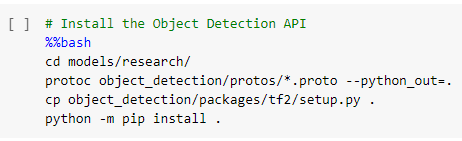 [ ] # Install the Object Detection API
%%bash
cd models/research/
protoc object_detection/protos/*.proto --python_out=.
cp object_detection/packages/tf2/setup.py .
python -m pip install .